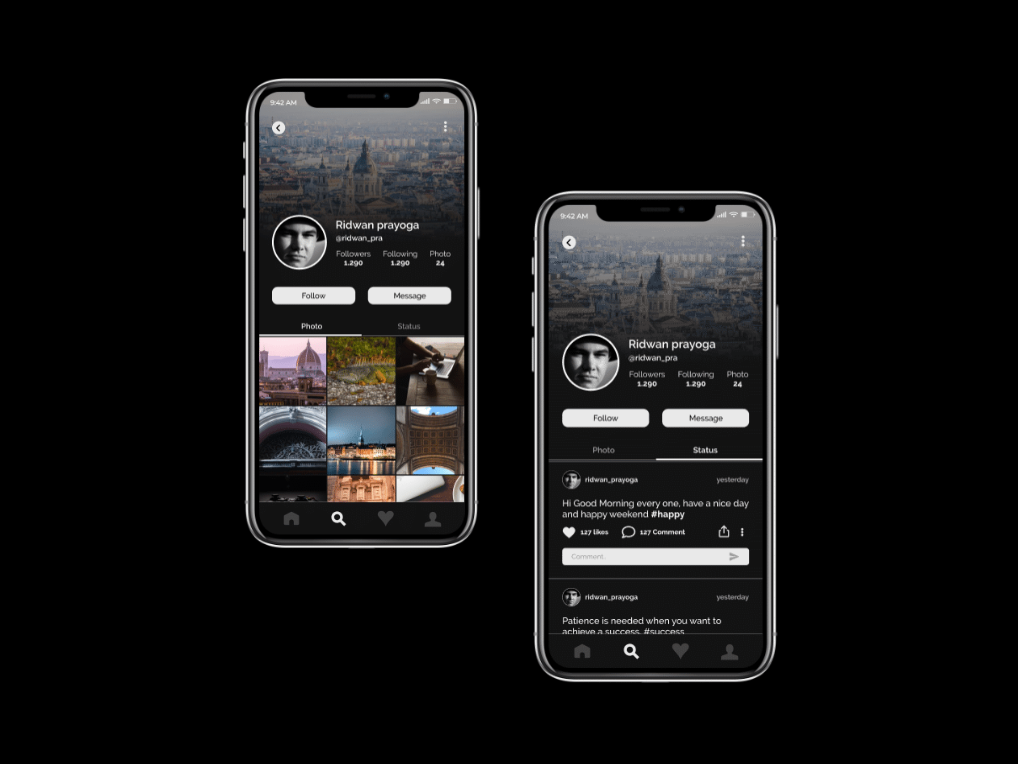 9:42 AM
Ridwan prayoga
@ridwan_pra
Followers Following Photo
1.290 1.290 24
Follow Message
Photo Status
9:42 AM
Ridwan prayoga
@ridwan_pra
Followers Following Photo
1.290 1.290 24
Follow Message
Photo Status
ridwan_prayoga yesterday
Hi Good Morning every one, have a nice day
and happy weekend #happy
127 likes 127 Comment
Comment..
ridwan_prayoga yesterday
Patience is needed when you want to
achieve a success. #success